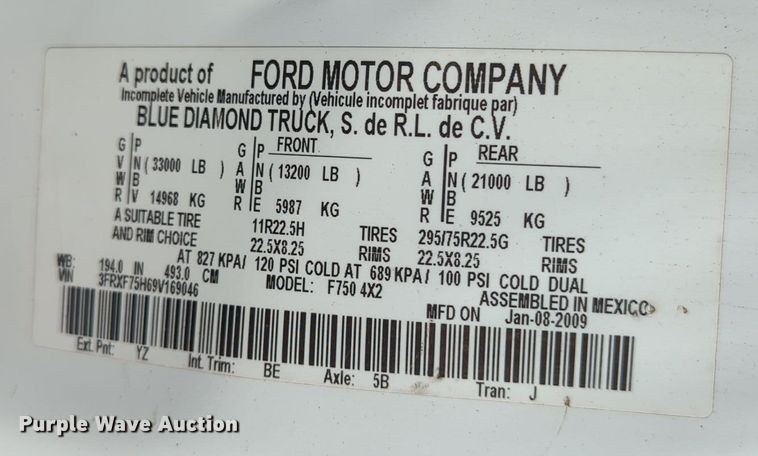 A product of FORD MOTOR COMPANY
Incomplete Vehicle Manufactured by (Vehicule incomplet fabrique par)
BLUE DIAMOND TRUCK, S. de R.L. de C.V.
FRONT REAR
G P G P G P
V N ( 33000 LB ) A N ( 13200 LB ) A N ( 21000 LB )
W B W B W B
R V 14968 KG R E 5987 KG R E 9525 KG
A SUITABLE TIRE 11R22.5H TIRES 295/75R22.5G TIRES
AND RIM CHOICE 22.5X8.25 RIMS 22.5X8.25 RIMS
AT 827 KPA/ 120 PSI COLD AT 689 KPA/ 100 PSI COLD DUAL
WB: 194.0 IN 493.0 CM MODEL: F750 4X2 ASSEMBLED IN MEXICO
VIN 3FRXF75H69V169046 MFD ON Jan-08-2009
Ext. Pnt: YZ Int. Trim: BE Axle: 5B Tran: J
Purple Wave Auction